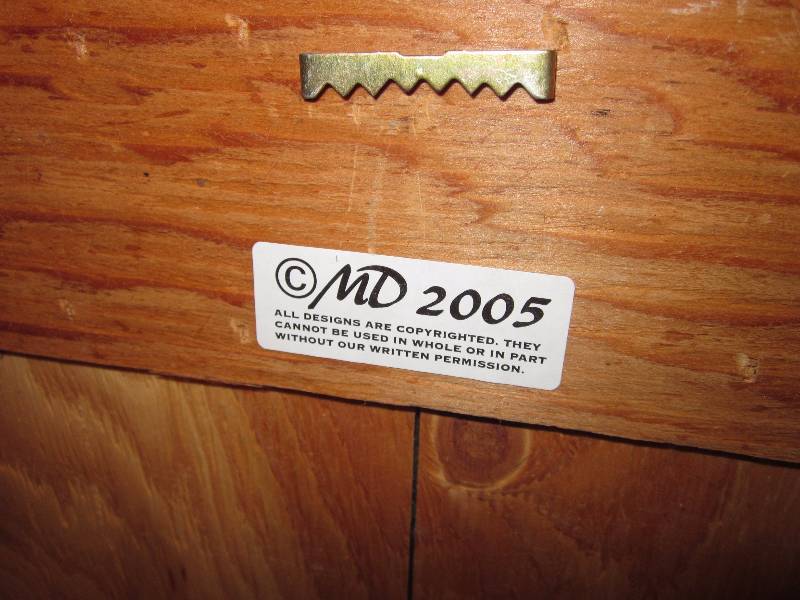 ©MD 2005
ALL DESIGNS ARE COPYRIGHTED. THEY
CANNOT BE USED IN WHOLE OR IN PART
WITHOUT OUR WRITTEN PERMISSION.